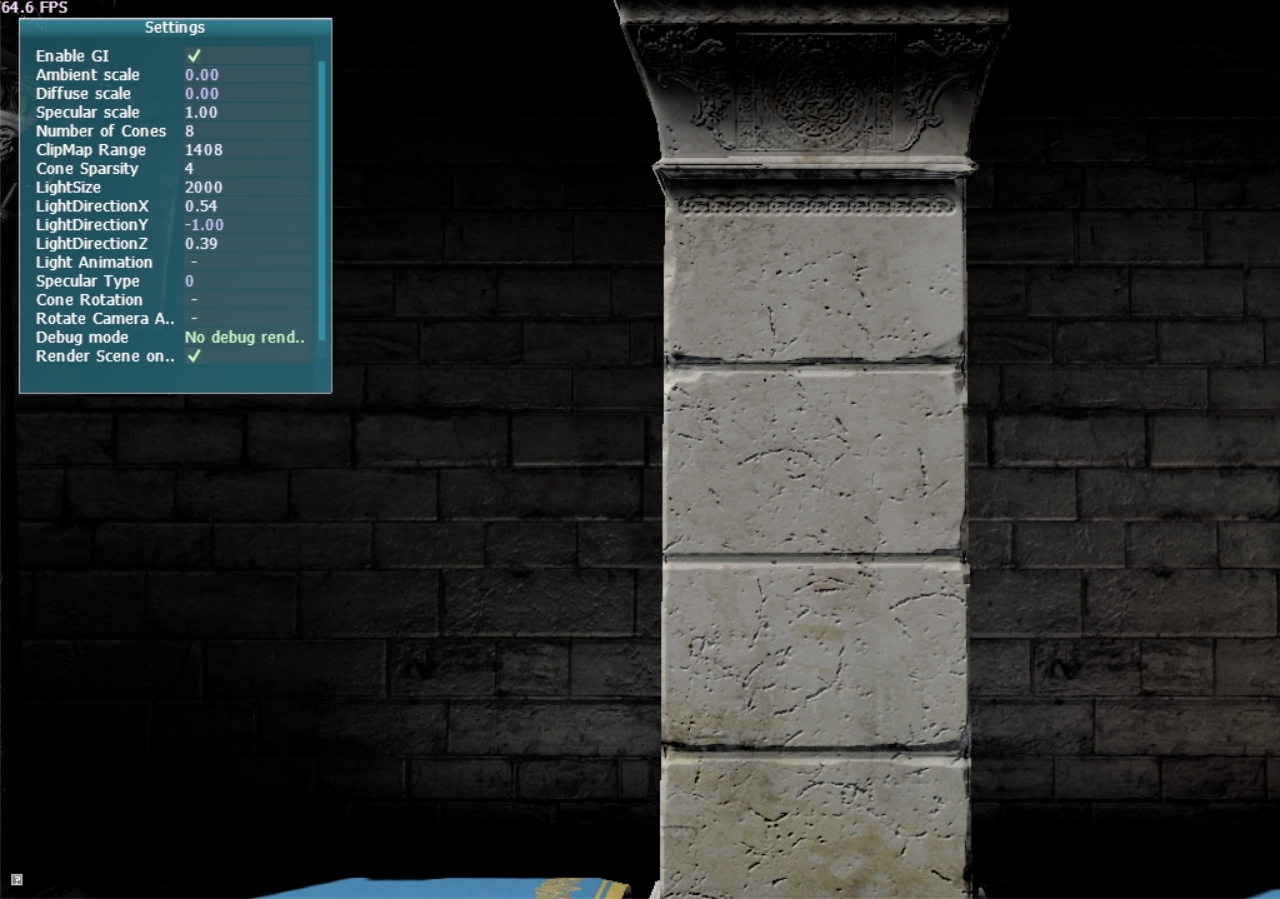 64.6 FPS
Settings
Enable GI ✓
Ambient scale 0.00
Diffuse scale 0.00
Specular scale 1.00
Number of Cones 8
ClipMap Range 1408
Cone Sparsity 4
LightSize 2000
LightDirectionX 0.54
LightDirectionY -1.00
LightDirectionZ 0.39
Light Animation -
Specular Type 0
Cone Rotation -
Rotate Camera A.. -
Debug mode No debug rend..
Render Scene on.. ✓
?